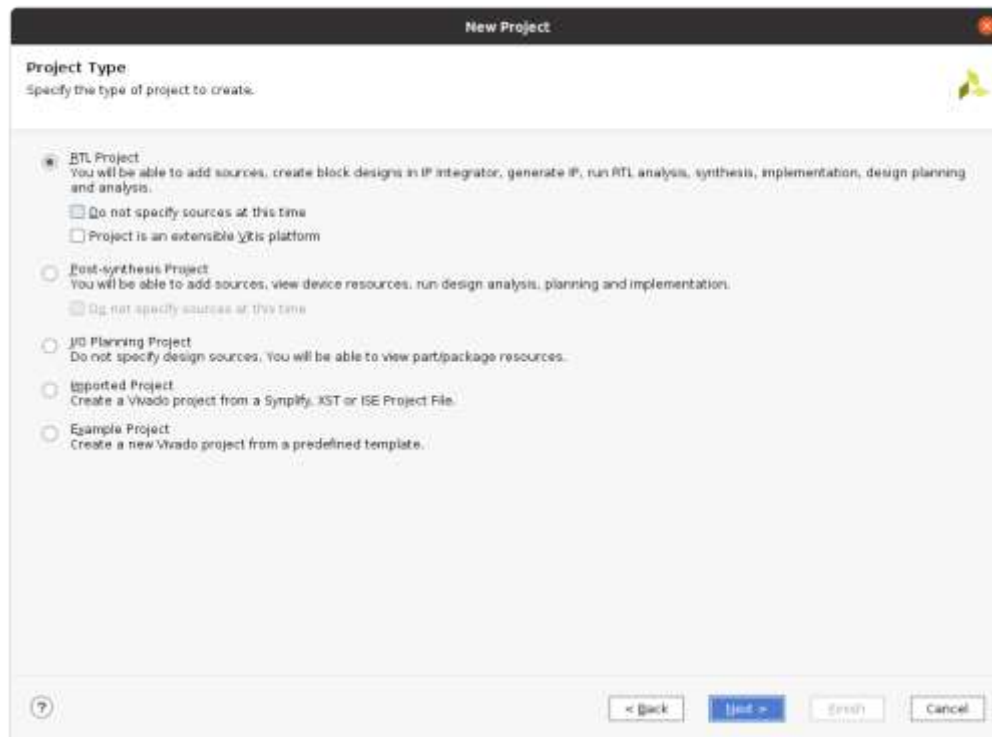 New Project
Project Type
Specify the type of project to create.
RTL Project
You will be able to add sources, create block designs in IP Integrator, generate IP, run RTL analysis, synthesis, implementation, design planning
and analysis.
Do not specify sources at this time
Project is an extensible Vitis platform
Post-synthesis Project
You will be able to add sources, view device resources, run design analysis, planning and implementation.
Do not specify sources at this time
I/O Planning Project
Do not specify design sources. You will be able to view part/package resources.
Imported Project
Create a Vivado project from a Synplify, XST or ISE Project File.
Example Project
Create a new Vivado project from a predefined template.
?
< Back
Next >
Finish
Cancel